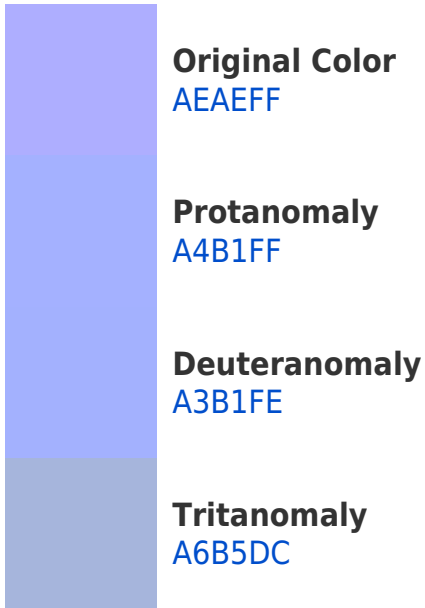 Original Color
AEAEFF
Protanomaly
A4B1FF
Deuteranomaly
A3B1FE
Tritanomaly
A6B5DC